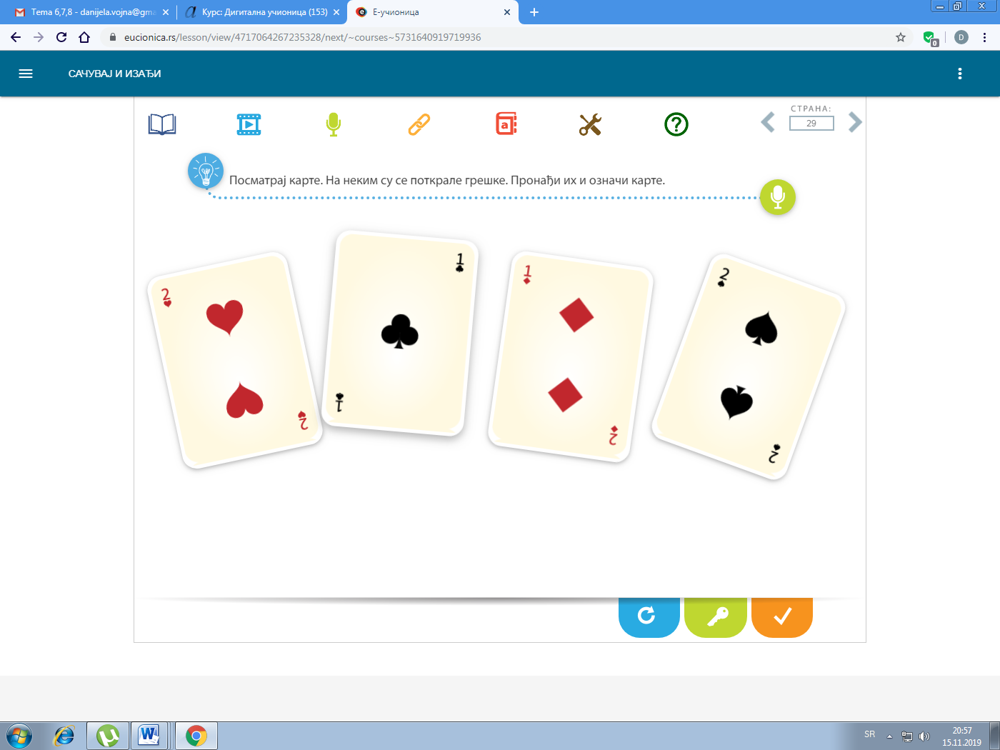 Tema 6,7,8 - danijela.vojna@gma
Курс: Дигитална учионица (153)
Е-учионица
eucionica.rs/lesson/view/4717064267235328/next/~courses~5731640919719936
0
D
САЧУВАЈ И ИЗАЂИ
a
СТРАНА:
29
Посматрај карте. На неким су се поткрале грешке. Пронађи их и означи карте.
2
2
1
1
1
2
2
2
SR
20:57
15.11.2019